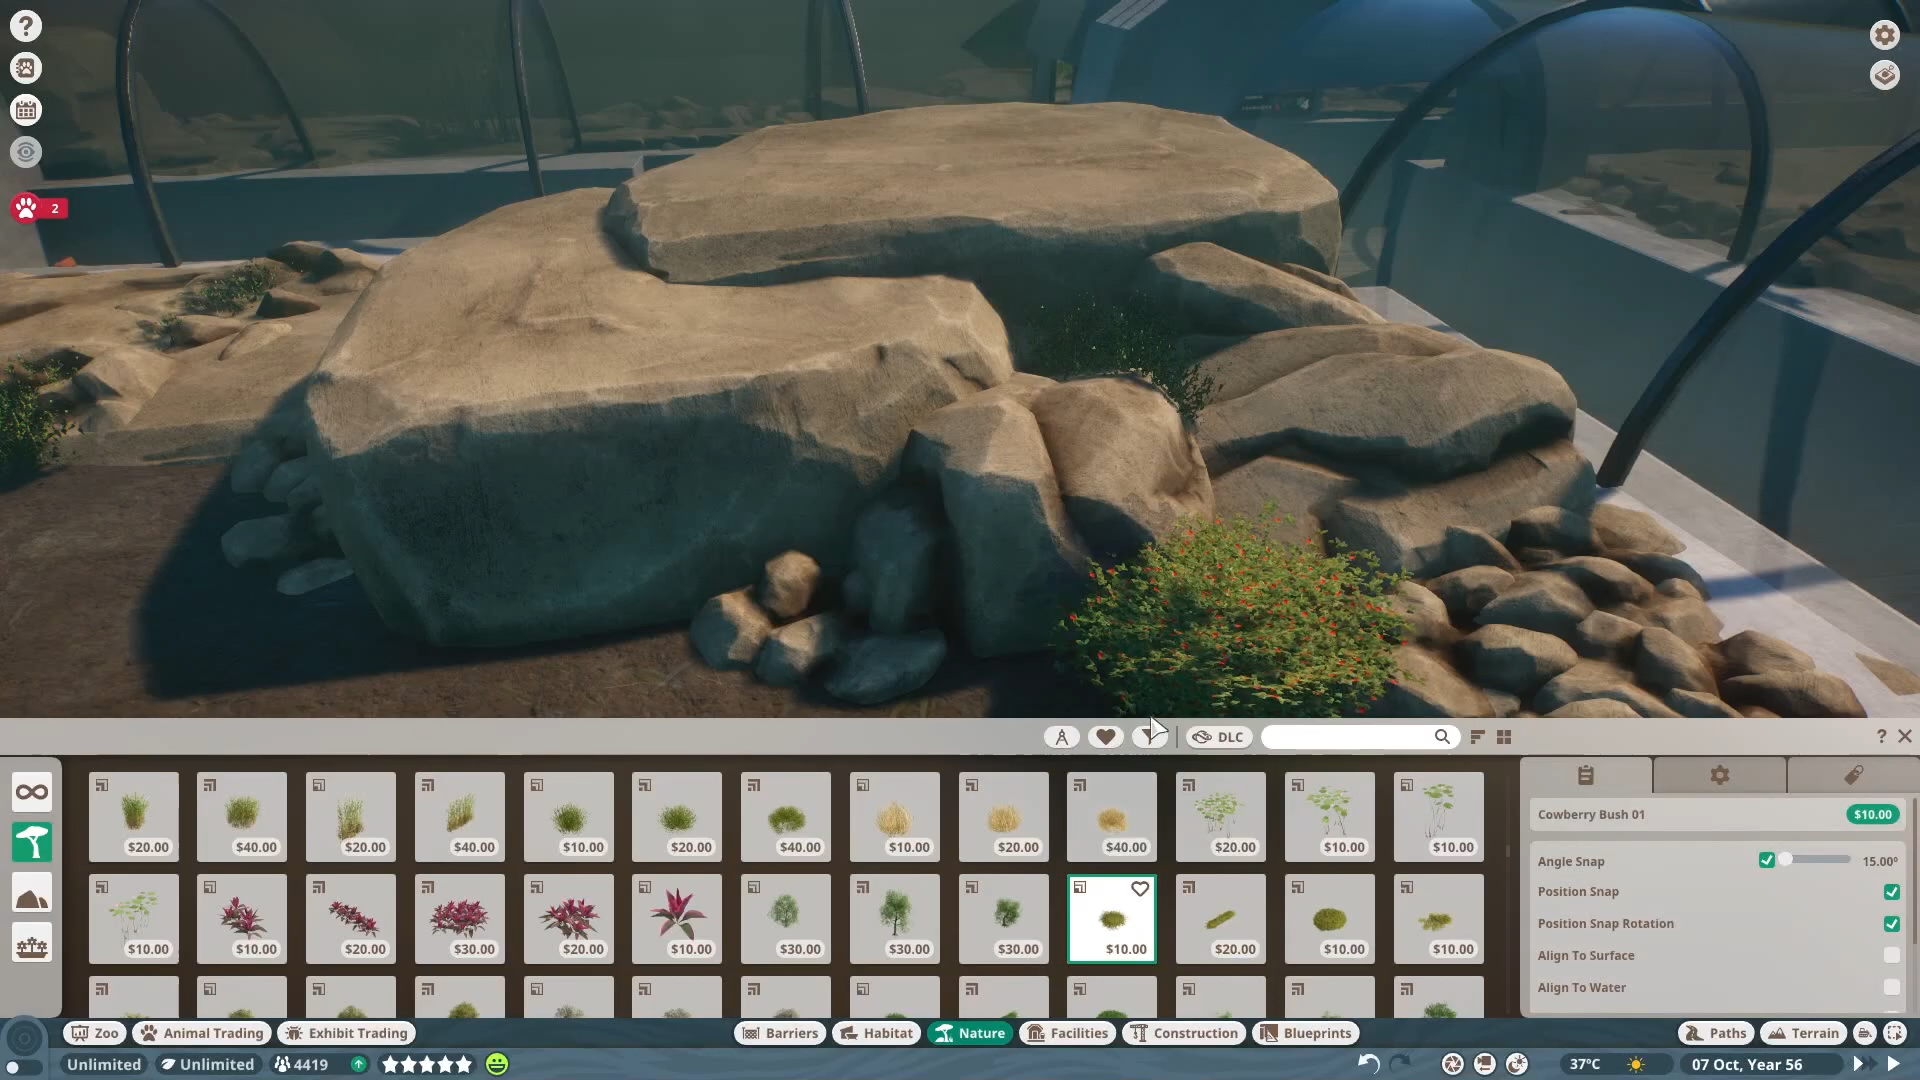 ?
2
DLC
?
$20.00 $40.00 $20.00 $40.00 $10.00 $20.00 $40.00 $10.00 $20.00 $40.00 $20.00 $10.00 $10.00
Cowberry Bush 01 $10.00
Angle Snap 15.00°
Position Snap
$10.00 $10.00 $20.00 $30.00 $20.00 $10.00 $30.00 $30.00 $30.00 $10.00 $20.00 $10.00 $10.00
Position Snap Rotation
Align To Surface
Align To Water
Zoo Animal Trading Exhibit Trading Barriers Habitat Nature Facilities Construction Blueprints Paths Terrain
Unlimited Unlimited 4419 37°C 07 Oct, Year 56